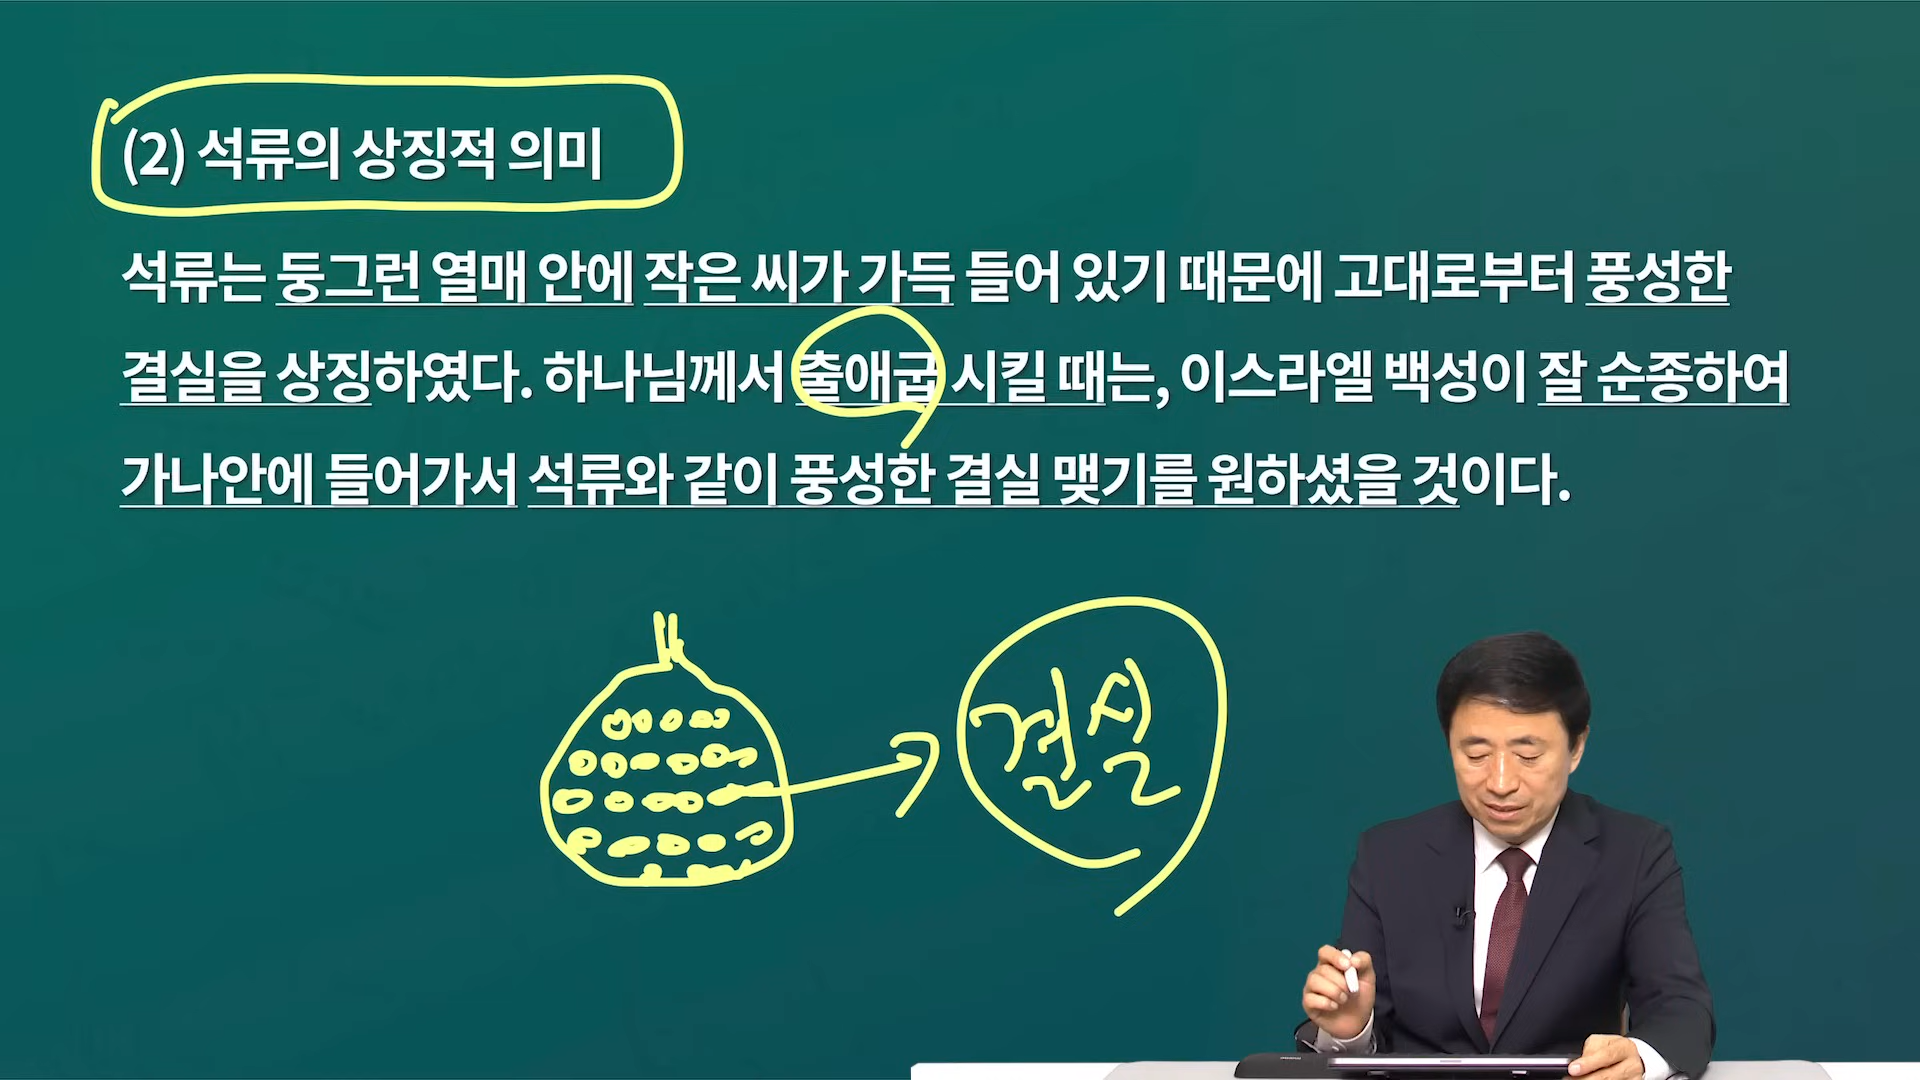 (2) 석류의 상징적 의미
석류는 둥그런 열매 안에 작은 씨가 가득 들어 있기 때문에 고대로부터 풍성한
결실을 상징하였다. 하나님께서 출애굽 시킬 때는, 이스라엘 백성이 잘 순종하여
가나안에 들어가서 석류와 같이 풍성한 결실 맺기를 원하셨을 것이다.
결실